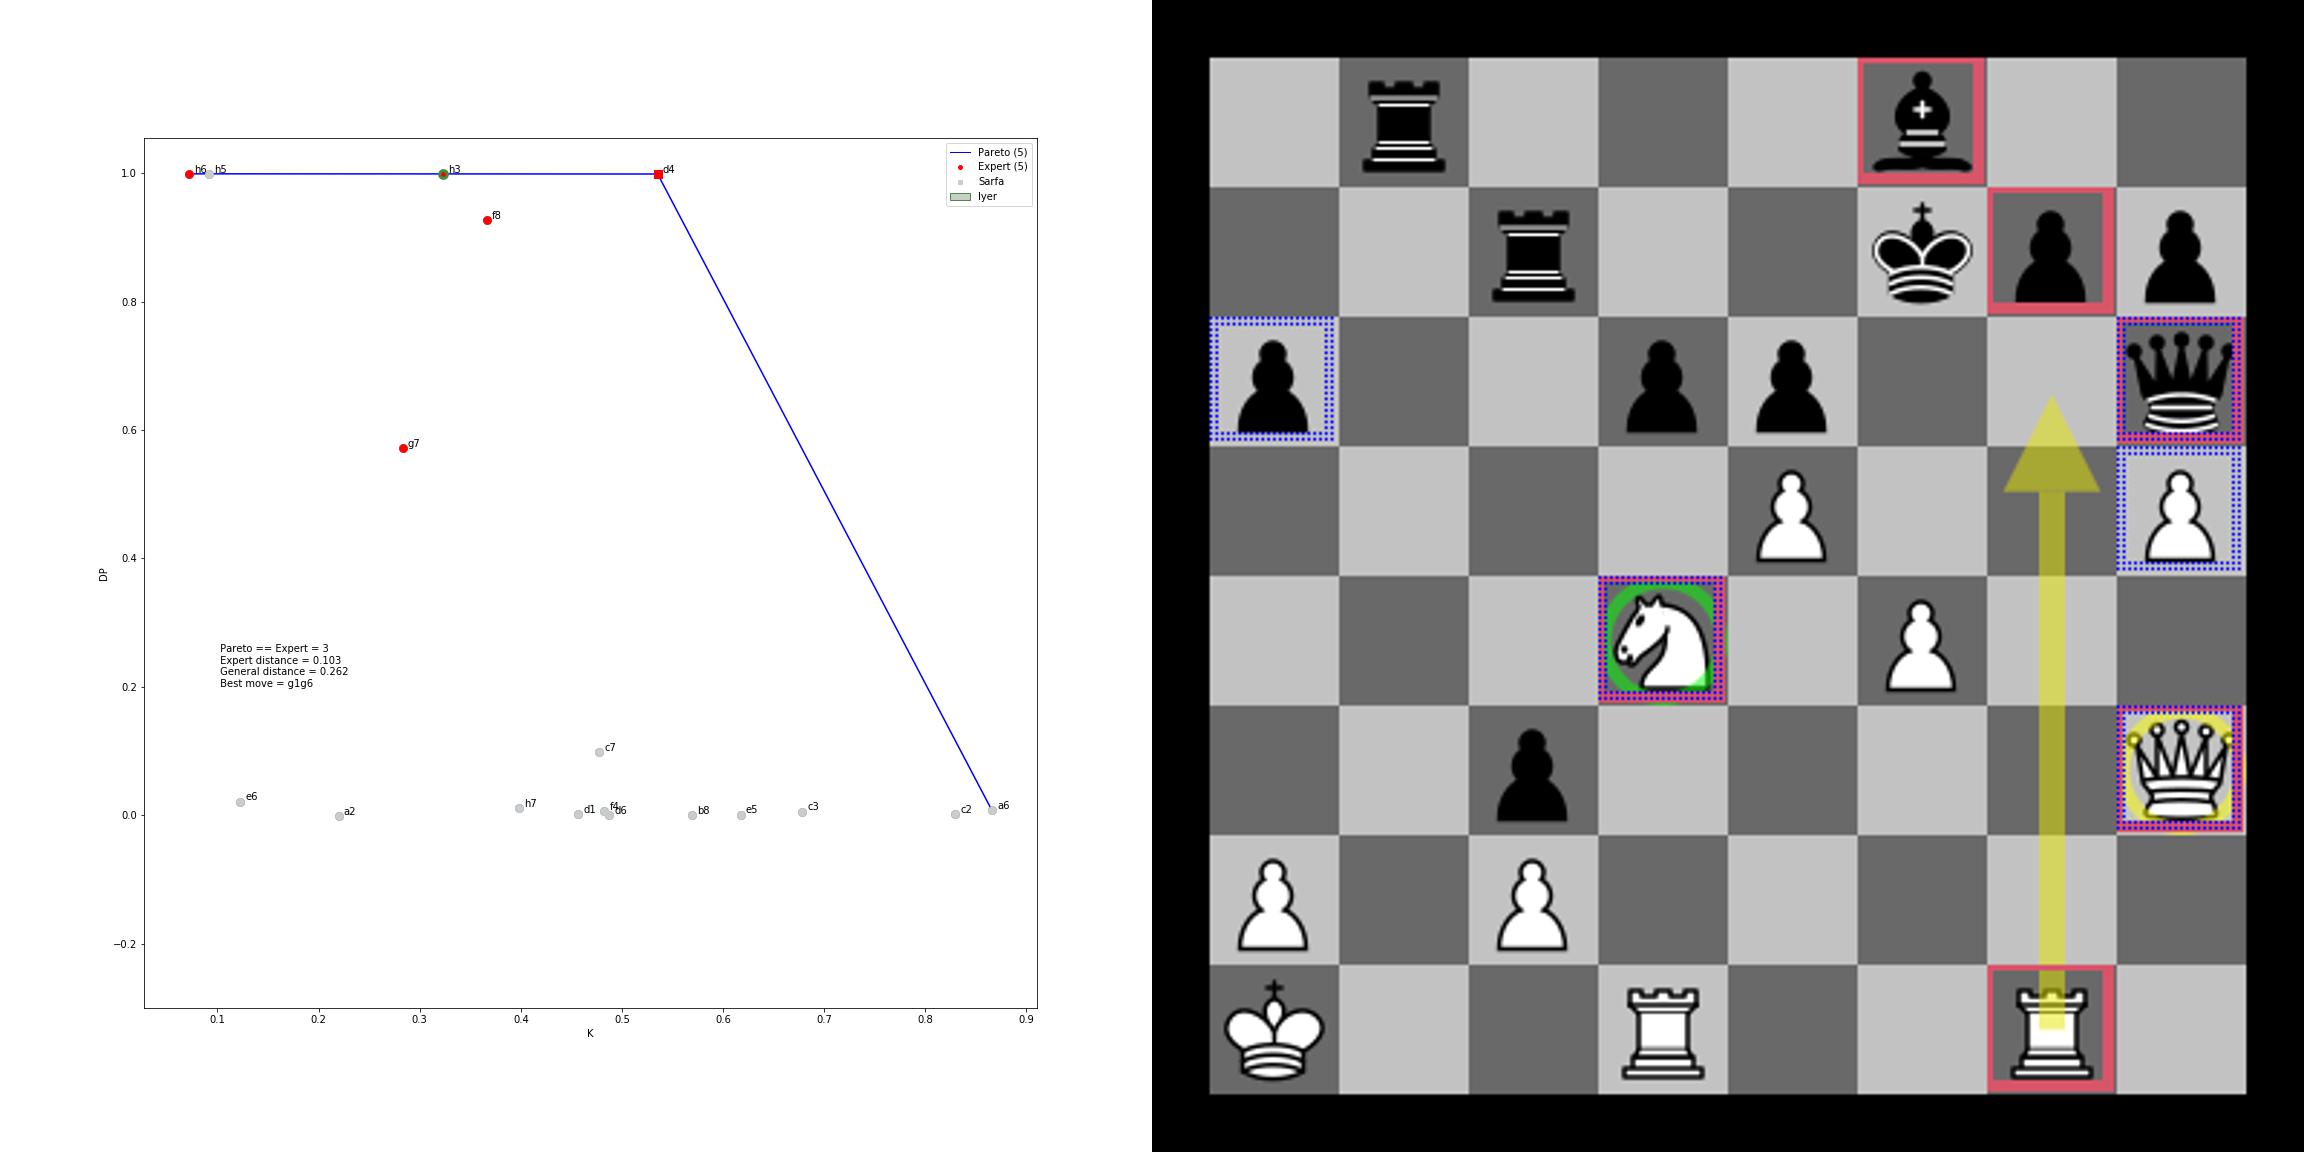 1.0
0.8
0.6
0.4
0.2
0.0
−0.2
DP
0.1 0.2 0.3 0.4 0.5 0.6 0.7 0.8 0.9
K
Pareto (5)
Expert (5)
Sarfa
Iyer
h6 h5 h3 d4
f8
g7
Pareto == Expert = 3
Expert distance = 0.103
General distance = 0.262
Best move = g1g6
c7
e6 a2 h7 d1 f4 d6 b8 e5 c3 c2 a6